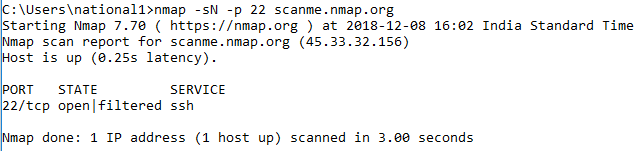 C:\Users\national1>nmap -sN -p 22 scanme.nmap.org
Starting Nmap 7.70 ( https://nmap.org ) at 2018-12-08 16:02 India Standard Time
Nmap scan report for scanme.nmap.org (45.33.32.156)
Host is up (0.25s latency).
PORT   STATE         SERVICE
22/tcp open|filtered ssh
Nmap done: 1 IP address (1 host up) scanned in 3.00 seconds